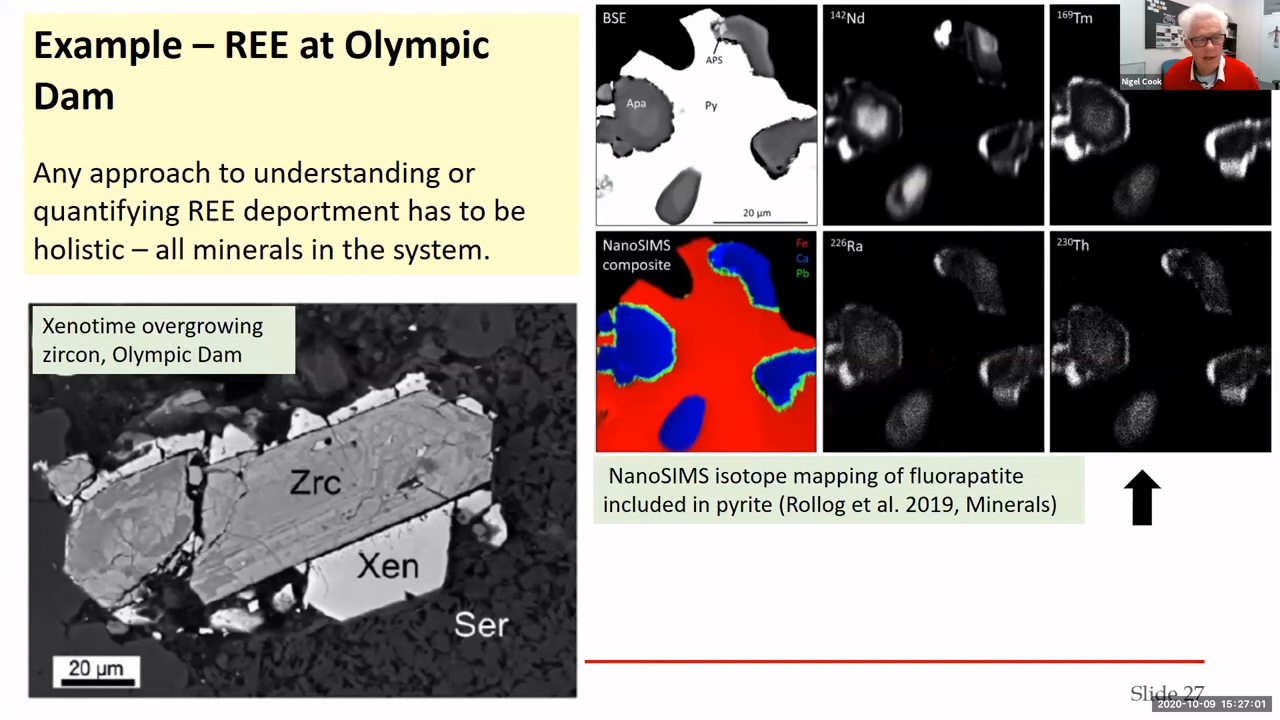 Example – REE at Olympic
Dam
Any approach to understanding or
quantifying REE deportment has to be
holistic – all minerals in the system.
Xenotime overgrowing
zircon, Olympic Dam
Zrc
Xen
Ser
20 µm
BSE
APS
Apa
Py
20 µm
¹⁴²Nd
¹⁶⁹Tm
Nigel Cook
NanoSIMS
composite
Fe
Ca
Pb
²²⁶Ra
²³⁰Th
NanoSIMS isotope mapping of fluorapatite
included in pyrite (Rollog et al. 2019, Minerals)
Slide 27
2020-10-09 15:27:01